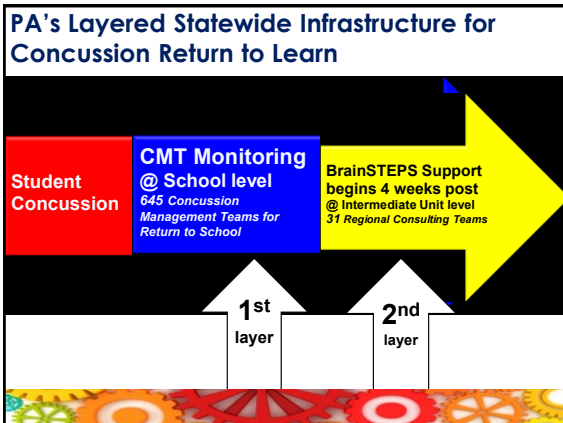 PA's Layered Statewide Infrastructure for
Concussion Return to Learn
Student
Concussion
CMT Monitoring
@ School level
645 Concussion
Management Teams for
Return to School
BrainSTEPS Support
begins 4 weeks post
@ Intermediate Unit level
31 Regional Consulting Teams
1st
layer
2nd
layer